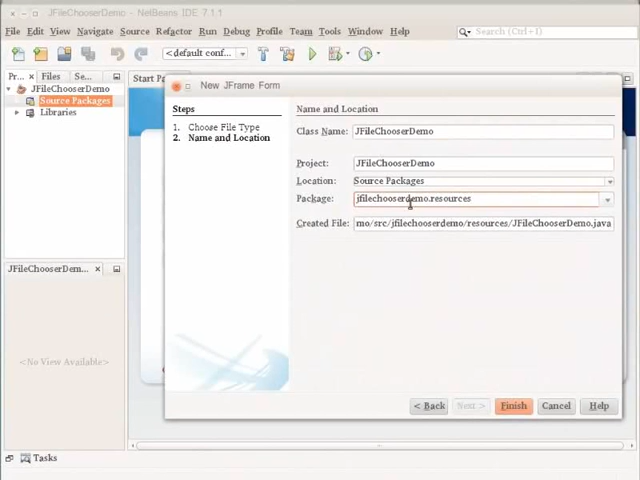 JFileChooserDemo - NetBeans IDE 7.1.1
File Edit View Navigate Source Refactor Run Debug Profile Team Tools Window Help
Search (Ctrl+I)
<default conf...
Pr... Files Se...
Start Pa
JFileChooserDemo
Source Packages
Libraries
New JFrame Form
Steps
1. Choose File Type
2. Name and Location
Name and Location
Class Name: JFileChooserDemo
Project: JFileChooserDemo
Location: Source Packages
Package: jfilechooserdemo.resources
Created File: mo/src/jfilechooserdemo/resources/JFileChooserDemo.java
JFileChooserDem...
<No View Available>
< Back Next > Finish Cancel Help
Tasks